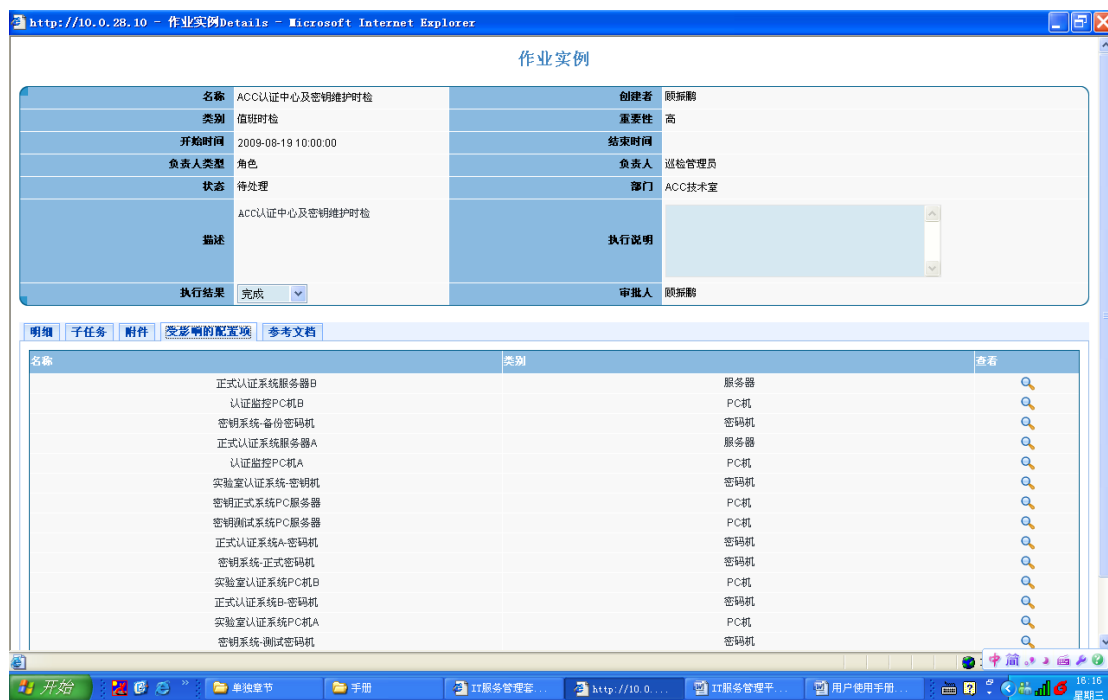 http://10.0.28.10 - 作业实例Details - Microsoft Internet Explorer
作业实例
名称 ACC认证中心及密钥维护时检 创建者 顾振鹏
类别 值班时检 重要性 高
开始时间 2009-08-19 10:00:00 结束时间
负责人类型 角色 负责人 巡检管理员
状态 待处理 部门 ACC技术室
ACC认证中心及密钥维护时检
描述 执行说明
执行结果 完成 审批人 顾振鹏
明细 子任务 附件 受影响的配置项 参考文档
名称 类别 查看
正式认证系统服务器B 服务器
认证监控PC机B PC机
密钥系统-备份密码机 密码机
正式认证系统服务器A 服务器
认证监控PC机A PC机
实验室认证系统-密钥机 密码机
密钥正式系统PC服务器 PC机
密钥测试系统PC服务器 PC机
正式认证系统A-密码机 密码机
密钥系统-正式密码机 密码机
实验室认证系统PC机B PC机
正式认证系统B-密码机 密码机
实验室认证系统PC机A PC机
密钥系统-测试密码机 密码机
中 简
开始 单独章节 手册 IT服务管理套... http://10.0.... IT服务管理平... 用户使用手册... 16:16
星期三